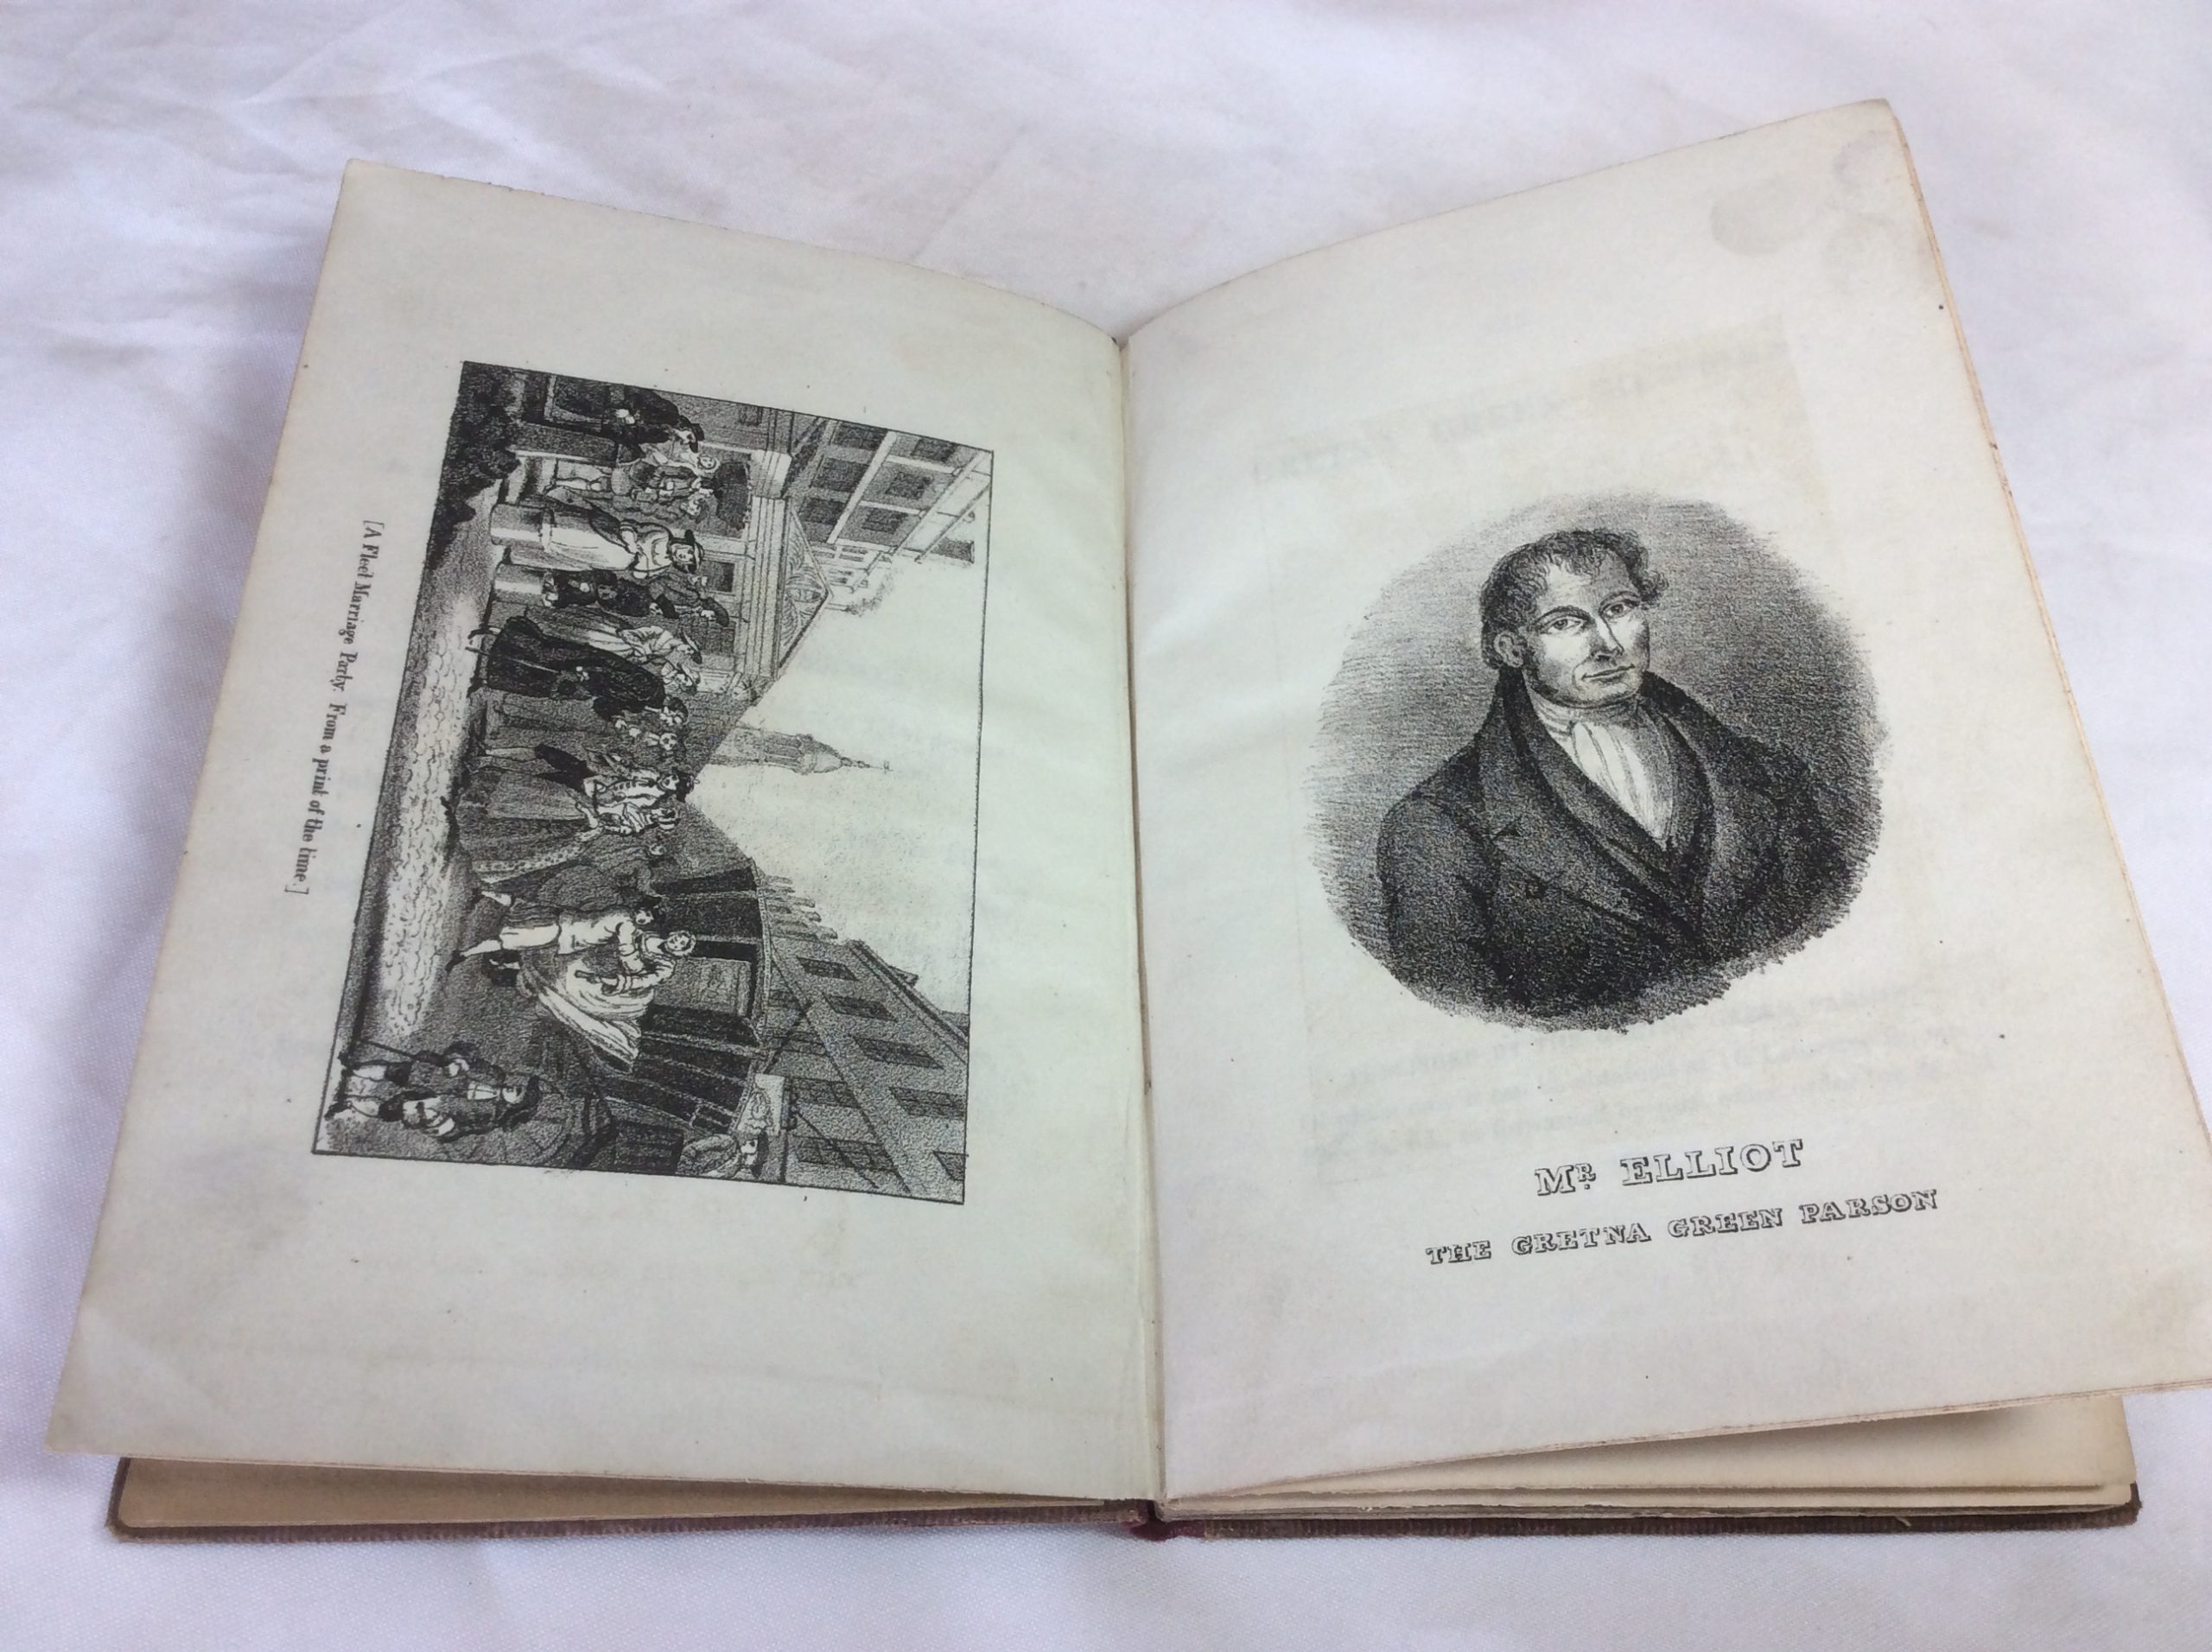 [A Fleet Marriage Party. From a print of the time.]
MR. ELLIOT
THE GRETNA GREEN PARSON